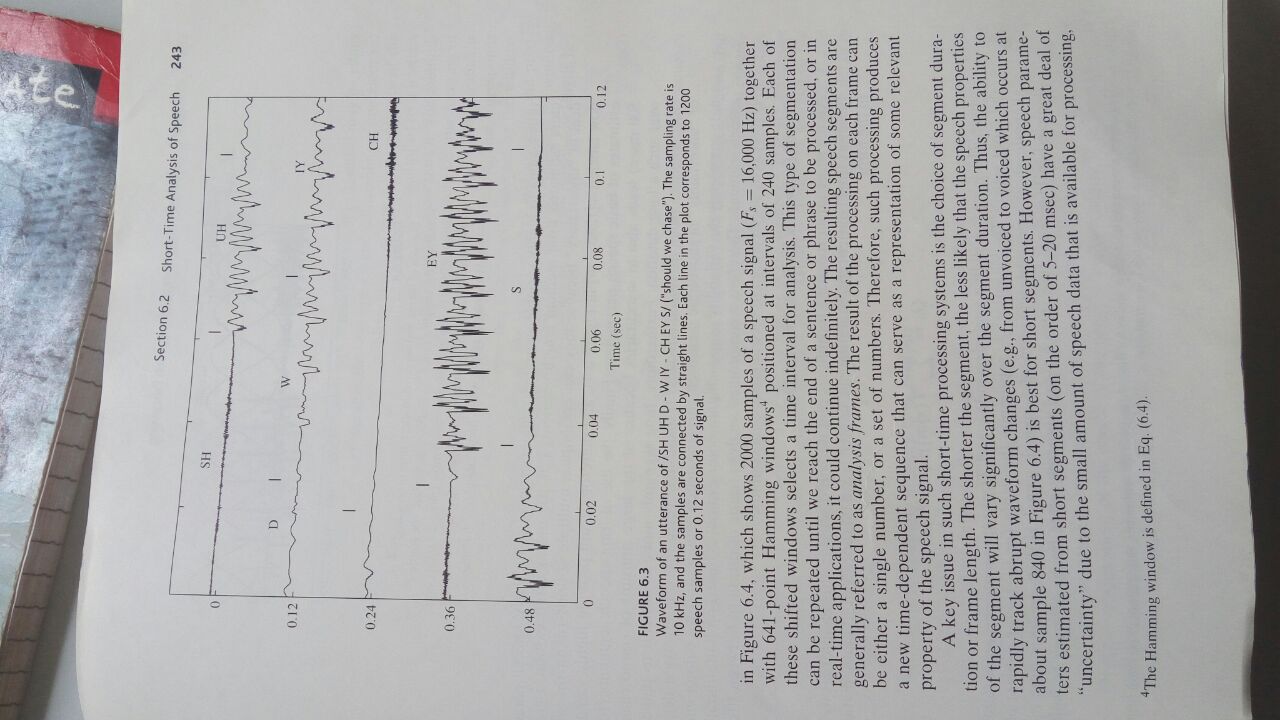 te
Section 6.2 Short-Time Analysis of Speech 243
SH UH
0
D W IY
0.12
0.24 CH
EY
0.36
S
0.48
0 0.02 0.04 0.06 0.08 0.1 0.12
Time (sec)
FIGURE 6.3
Waveform of an utterance of /SH UH D - W IY - CH EY S/ ("should we chase"). The sampling rate is
10 kHz, and the samples are connected by straight lines. Each line in the plot corresponds to 1200
speech samples or 0.12 seconds of signal.
in Figure 6.4, which shows 2000 samples of a speech signal (Fs = 16,000 Hz) together
with 641-point Hamming windows4 positioned at intervals of 240 samples. Each of
these shifted windows selects a time interval for analysis. This type of segmentation
can be repeated until we reach the end of a sentence or phrase to be processed, or in
real-time applications, it could continue indefinitely. The resulting speech segments are
generally referred to as analysis frames. The result of the processing on each frame can
be either a single number, or a set of numbers. Therefore, such processing produces
a new time-dependent sequence that can serve as a representation of some relevant
property of the speech signal.
A key issue in such short-time processing systems is the choice of segment dura-
tion or frame length. The shorter the segment, the less likely that the speech properties
of the segment will vary significantly over the segment duration. Thus, the ability to
rapidly track abrupt waveform changes (e.g., from unvoiced to voiced which occurs at
about sample 840 in Figure 6.4) is best for short segments. However, speech parame-
ters estimated from short segments (on the order of 5–20 msec) have a great deal of
"uncertainty" due to the small amount of speech data that is available for processing,
4The Hamming window is defined in Eq. (6.4).